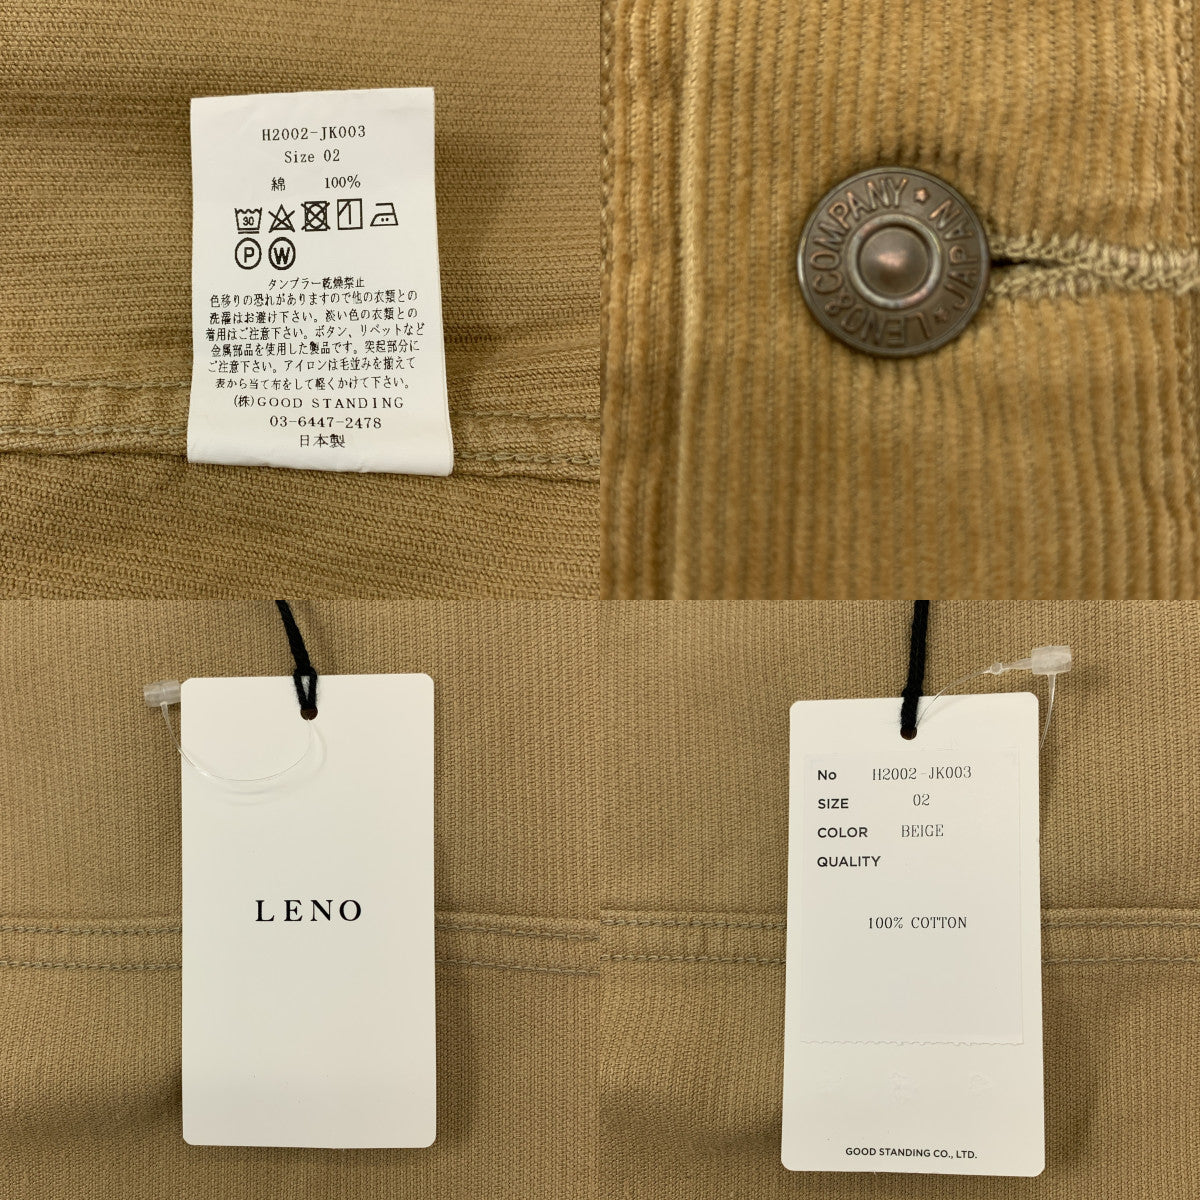 H2002-JK003
Size 02
綿 100%
30
P W
タンブラー乾燥禁止
色移りの恐れがありますので他の衣類との
洗濯はお避け下さい。淡い色の衣類との
着用はご注意下さい。ボタン、リベットなど
金属部品を使用した製品です。突起部分に
ご注意下さい。アイロンは毛並みを揃えて
表から当て布をして軽くかけて下さい。
(株)GOOD STANDING
03-6447-2478
日本製
LENO&COMPANY ★ JAPAN ★
LENO
No H2002-JK003
SIZE 02
COLOR BEIGE
QUALITY
100% COTTON
GOOD STANDING CO., LTD.